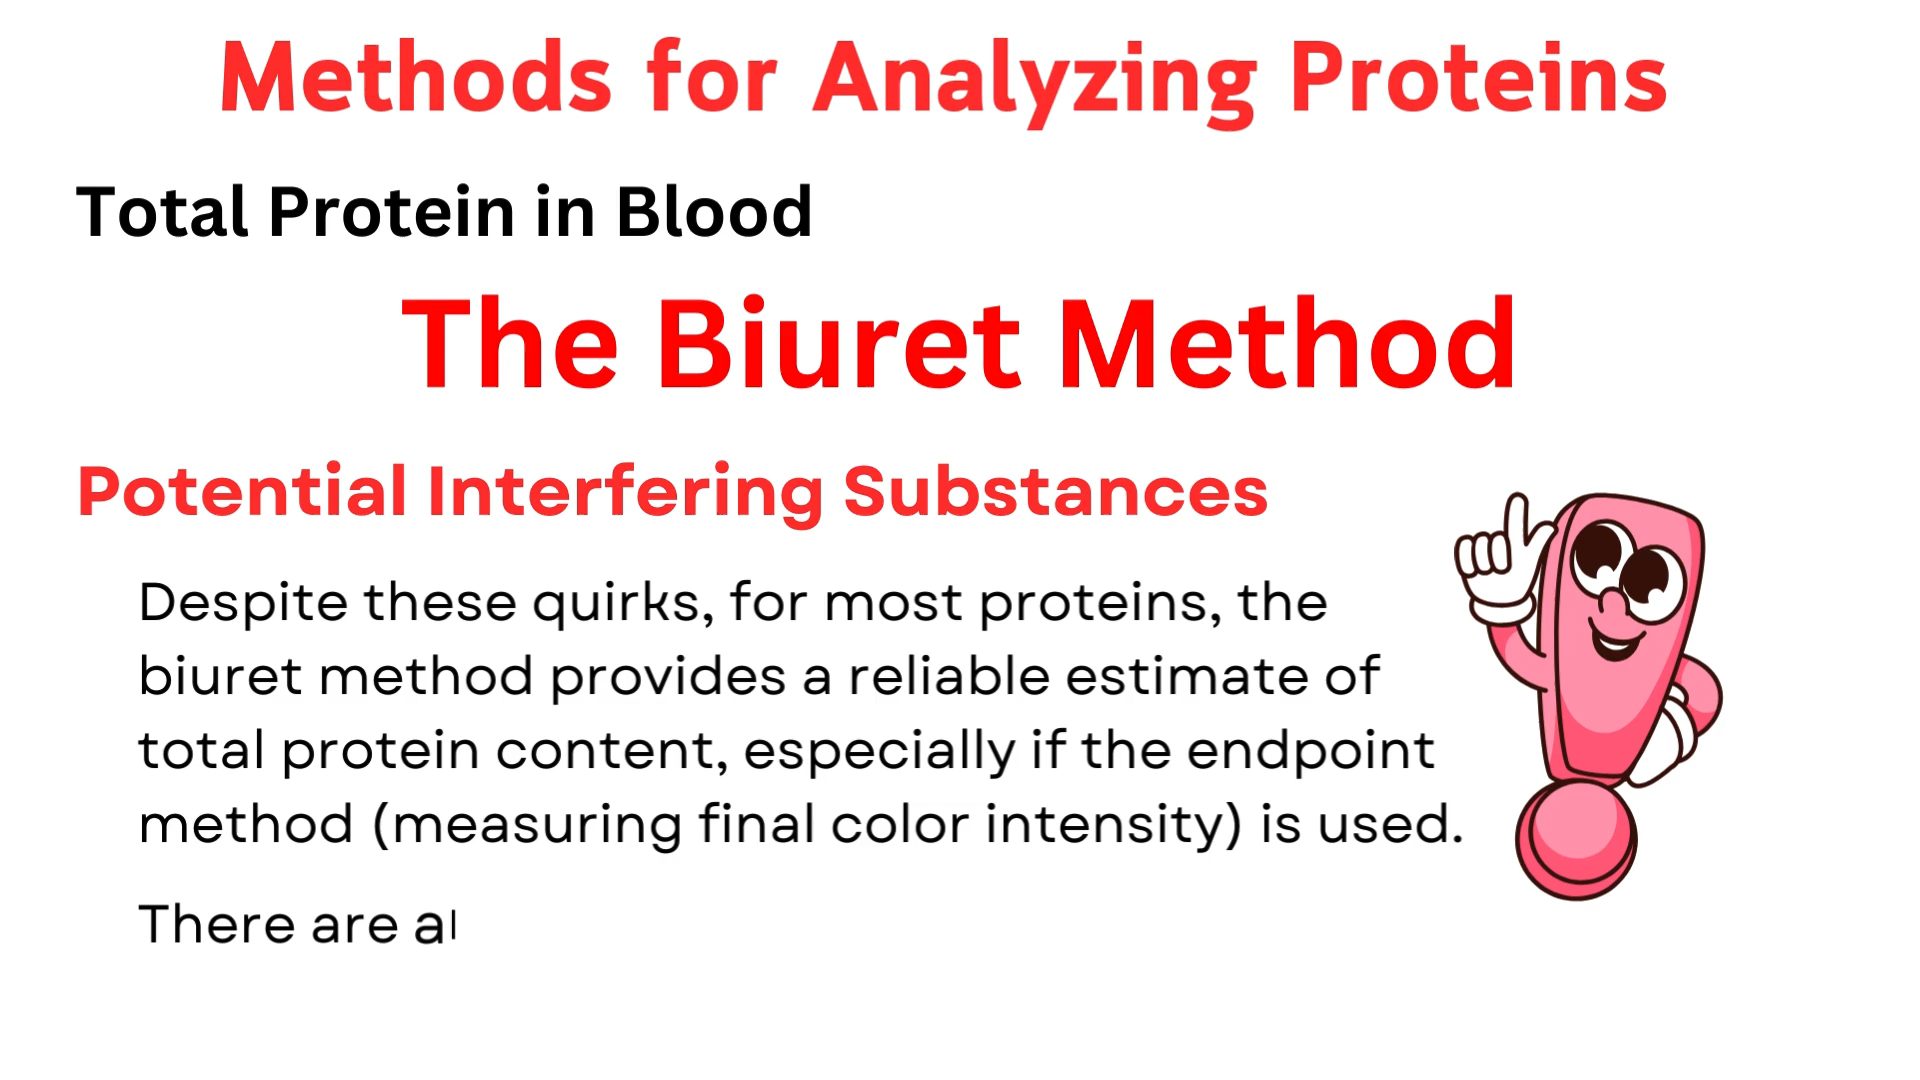 Methods for Analyzing Proteins
Total Protein in Blood
The Biuret Method
Potential Interfering Substances
Despite these quirks, for most proteins, the
biuret method provides a reliable estimate of
total protein content, especially if the endpoint
method (measuring final color intensity) is used.
There are